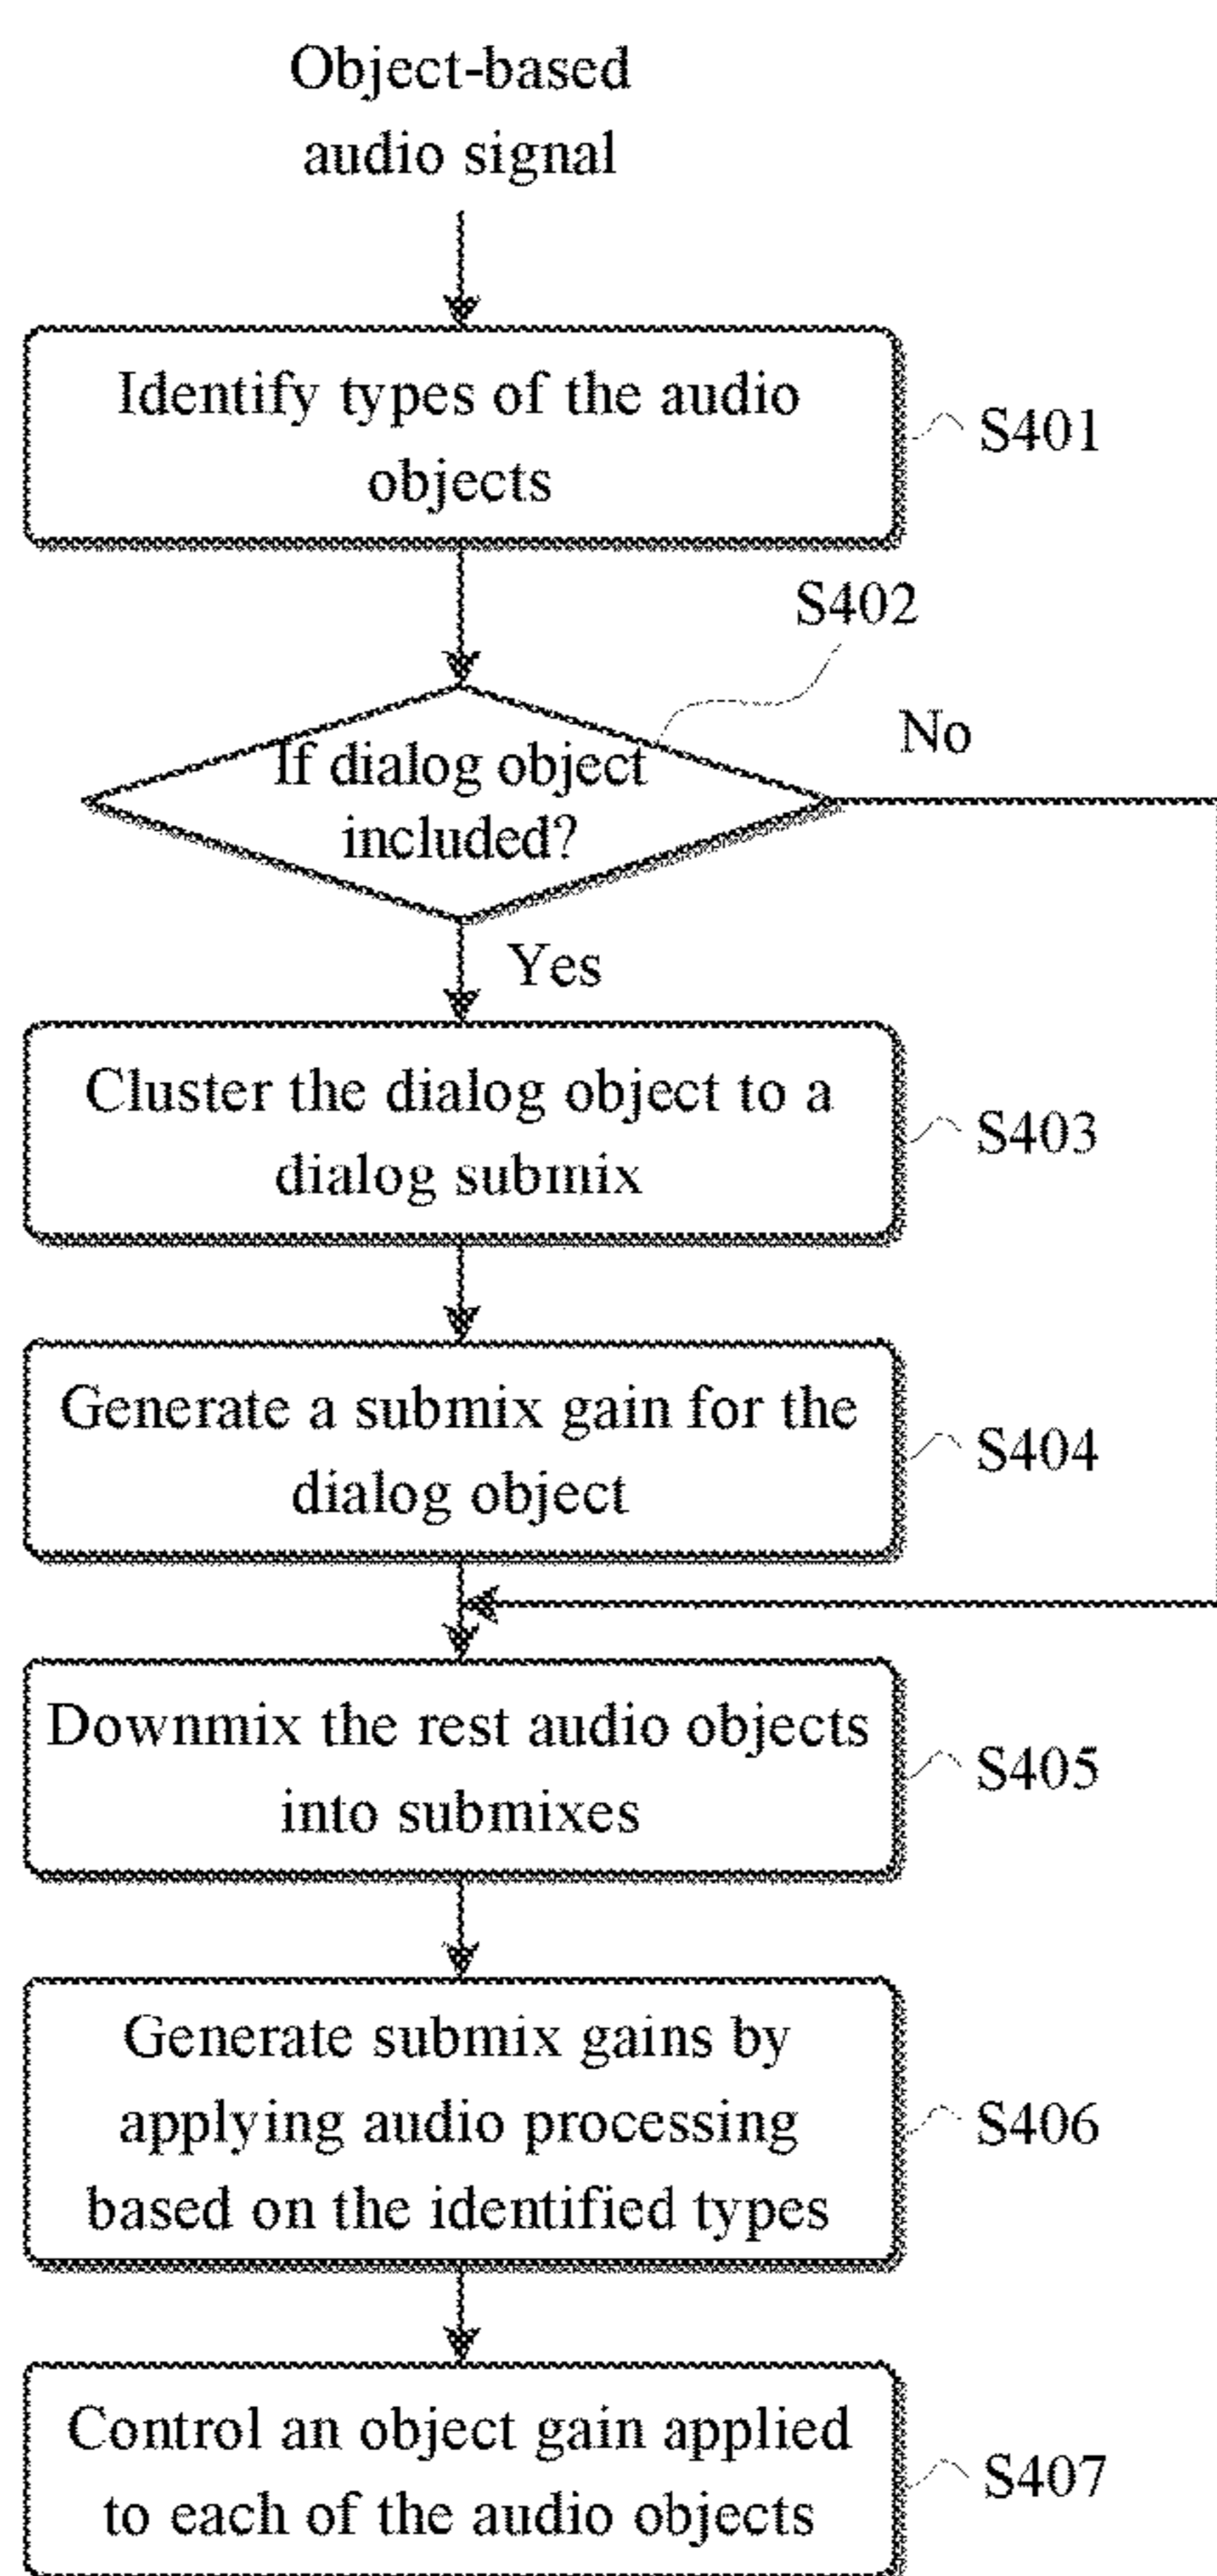 Object-based
audio signal
Identify types of the audio
objects
S401
S402
If dialog object
included?
No
Yes
Cluster the dialog object to a
dialog submix
S403
Generate a submix gain for the
dialog object
S404
Downmix the rest audio objects
into submixes
S405
Generate submix gains by
applying audio processing
based on the identified types
S406
Control an object gain applied
to each of the audio objects
S407